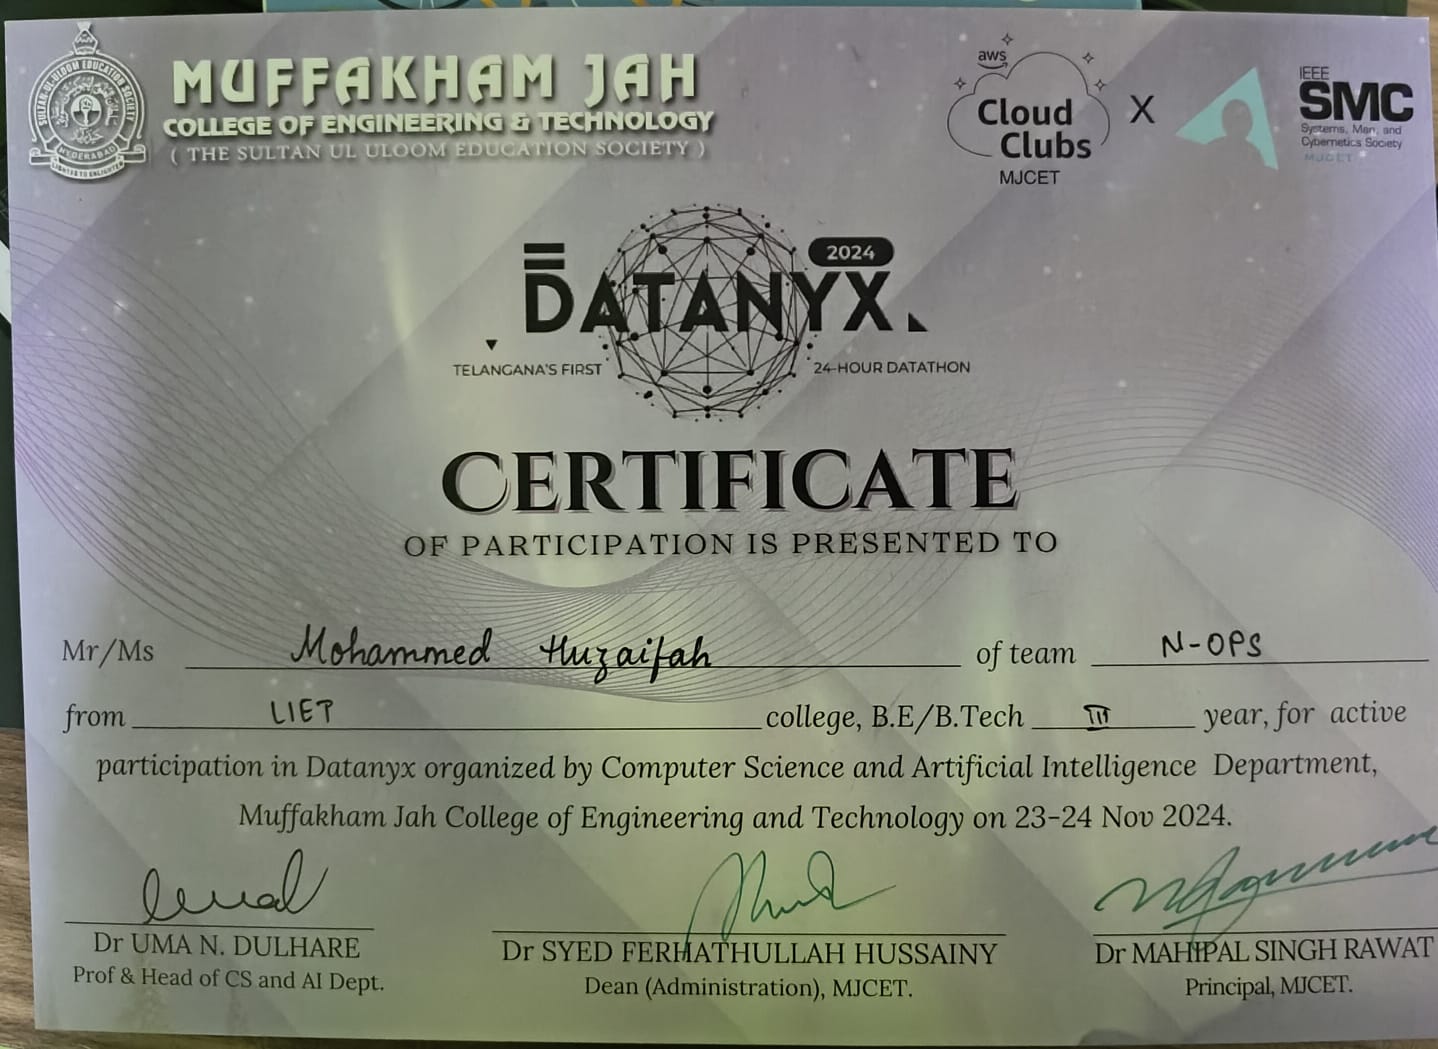 MUFFAKHAM JAH
COLLEGE OF ENGINEERING & TECHNOLOGY
( THE SULTAN UL ULOOM EDUCATION SOCIETY )
SULTAN-UL-ULOOM EDUCATION SOCIETY
HYDERABAD
aws
Cloud
Clubs
MJCET
X
IEEE
SMC
Systems, Man, and
Cybernetics Society
MJCET
2024
DATANYX
TELANGANA'S FIRST 24-HOUR DATATHON
CERTIFICATE
OF PARTICIPATION IS PRESENTED TO
Mr/Ms Mohammed Huzaifah of team N-OPS
from LIET college, B.E/B.Tech III year, for active
participation in Datanyx organized by Computer Science and Artificial Intelligence Department,
Muffakham Jah College of Engineering and Technology on 23-24 Nov 2024.
Dr UMA N. DULHARE
Prof & Head of CS and AI Dept.
Dr SYED FERHATHULLAH HUSSAINY
Dean (Administration), MJCET.
Dr MAHIPAL SINGH RAWAT
Principal, MJCET.